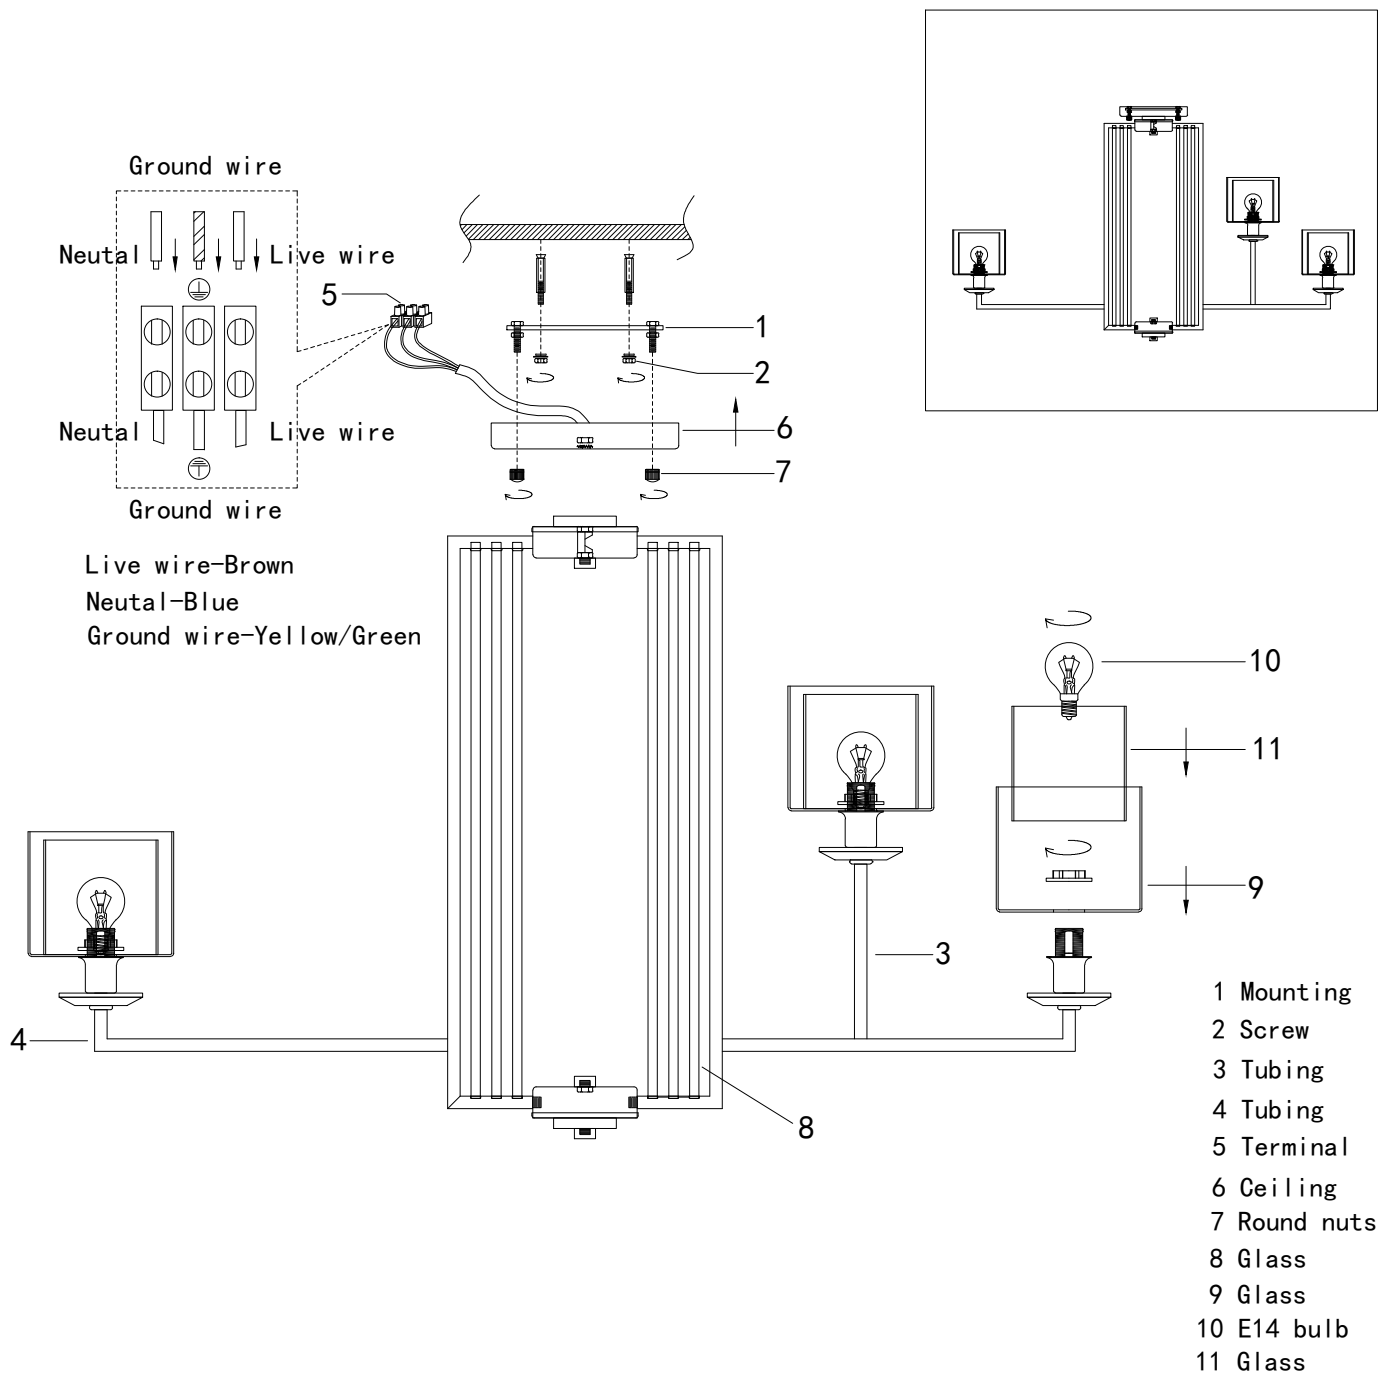 Ground wire
Neutal
Live wire
5
1
2
Neutal
Live wire
6
7
Ground wire
Live wire-Brown
Neutal-Blue
Ground wire-Yellow/Green
10
11
9
3
4
8
1 Mounting
2 Screw
3 Tubing
4 Tubing
5 Terminal
6 Ceiling
7 Round nuts
8 Glass
9 Glass
10 E14 bulb
11 Glass